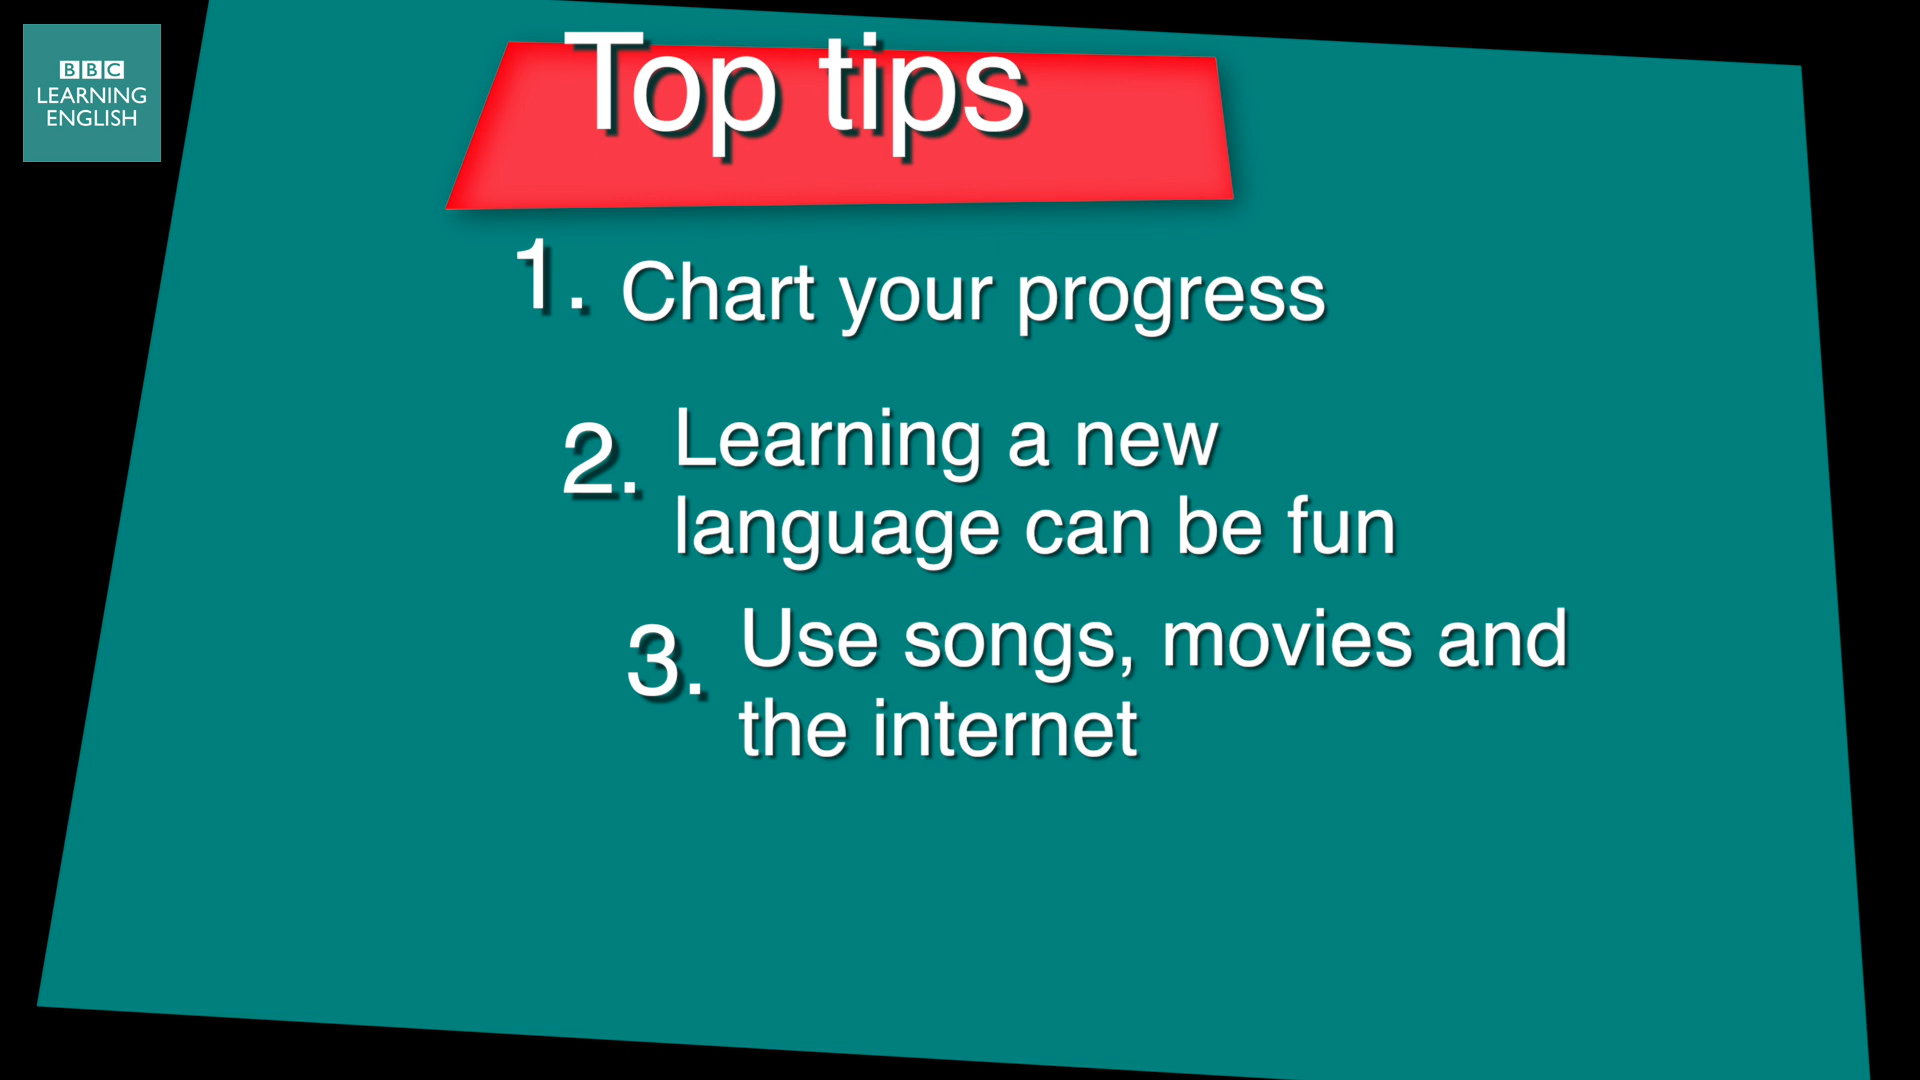 BBC
LEARNING
ENGLISH
Top tips
1. Chart your progress
2. Learning a new
language can be fun
3. Use songs, movies and
the internet